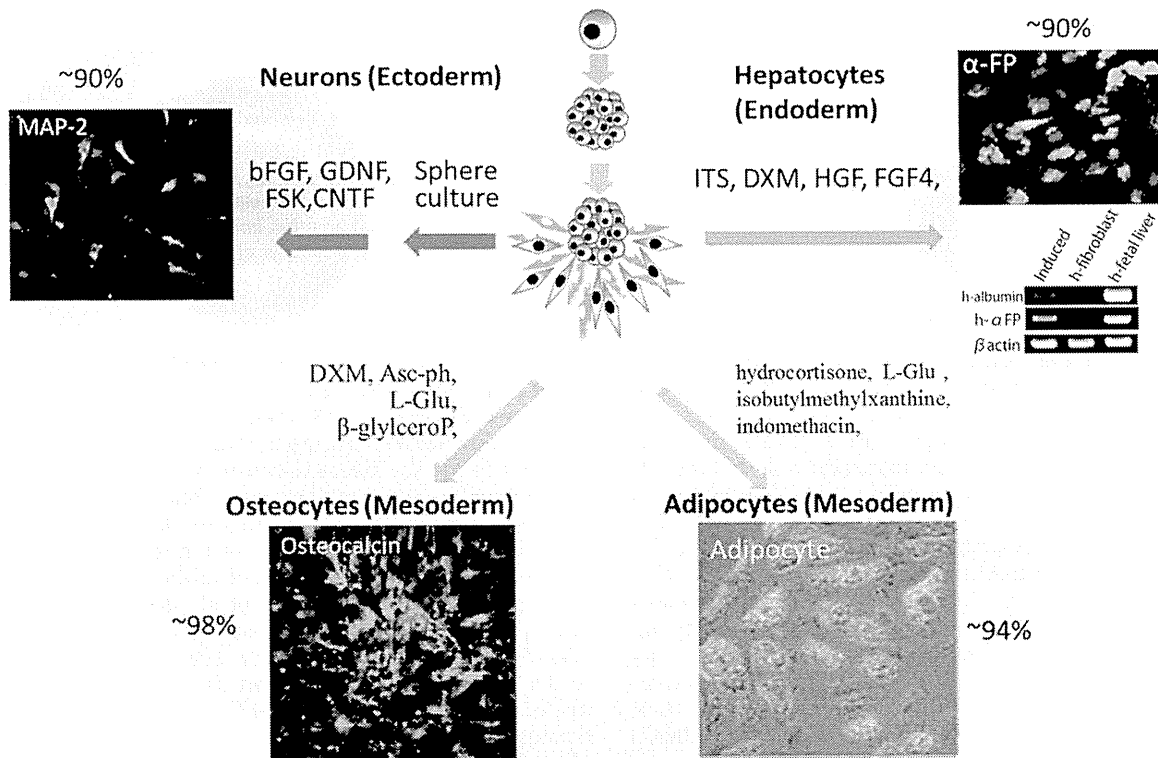 ~90%
Neurons (Ectoderm)
MAP-2
bFGF, GDNF,
FSK,CNTF
Sphere
culture
Hepatocytes
(Endoderm)
~90%
α-FP
ITS, DXM, HGF, FGF4,
Induced
h-fibroblast
h-fetal liver
h-albumin
h-αFP
βactin
DXM, Asc-ph,
L-Glu,
β-glylceroP,
hydrocortisone, L-Glu ,
isobutylmethylxanthine,
indomethacin,
Osteocytes (Mesoderm)
Osteocalcin
~98%
Adipocytes (Mesoderm)
Adipocyte
~94%